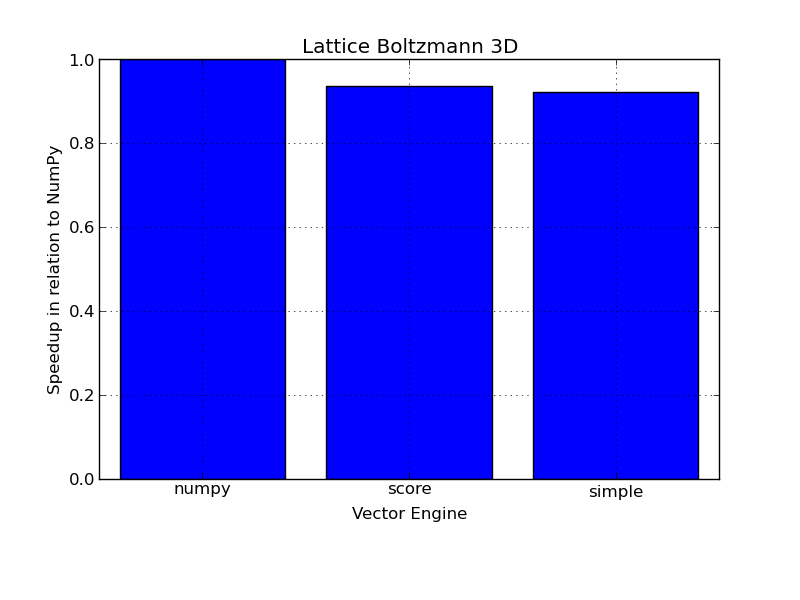 Lattice Boltzmann 3D
1.0
0.8
0.6
0.4
0.2
0.0
Speedup in relation to NumPy
numpy
score
simple
Vector Engine